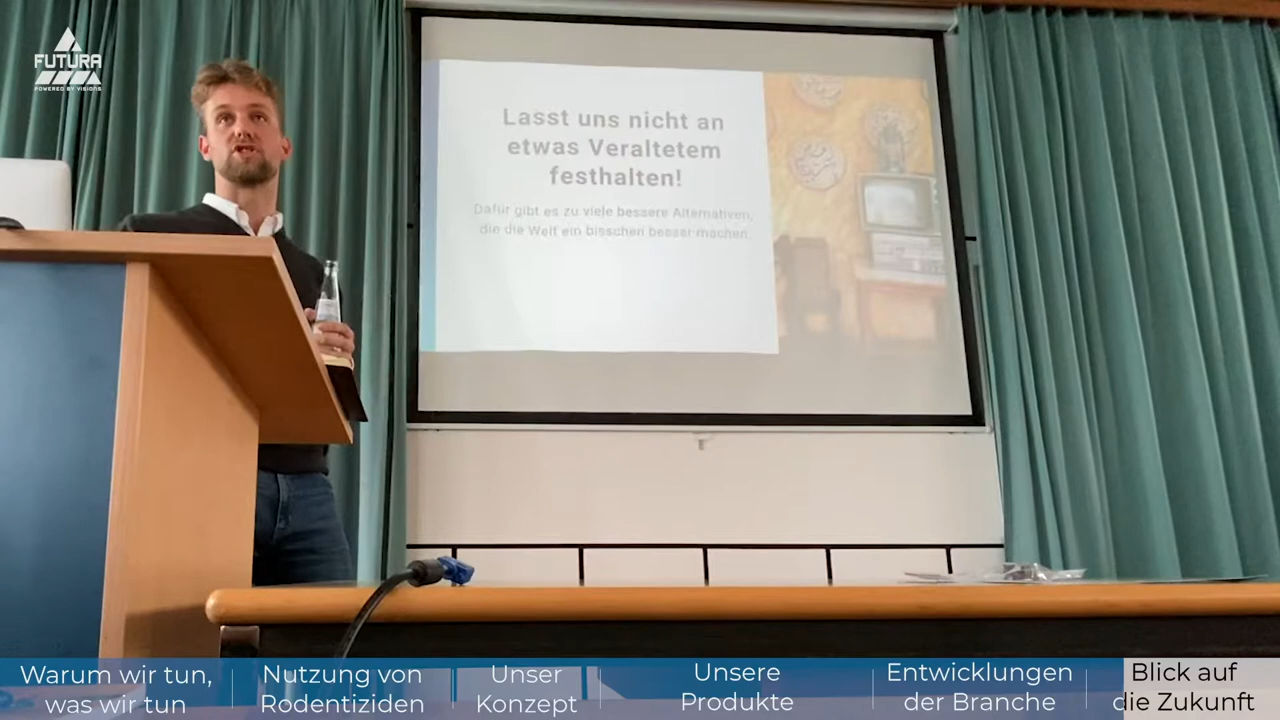 FUTURA
POWERED BY VISIONS
Lasst uns nicht an
etwas Veraltetem
festhalten!
Dafür gibt es zu viele bessere Alternativen,
die die Welt ein bisschen besser machen.
Warum wir tun,
was wir tun
Nutzung von
Rodentiziden
Unser
Konzept
Unsere
Produkte
Entwicklungen
der Branche
Blick auf
die Zukunft